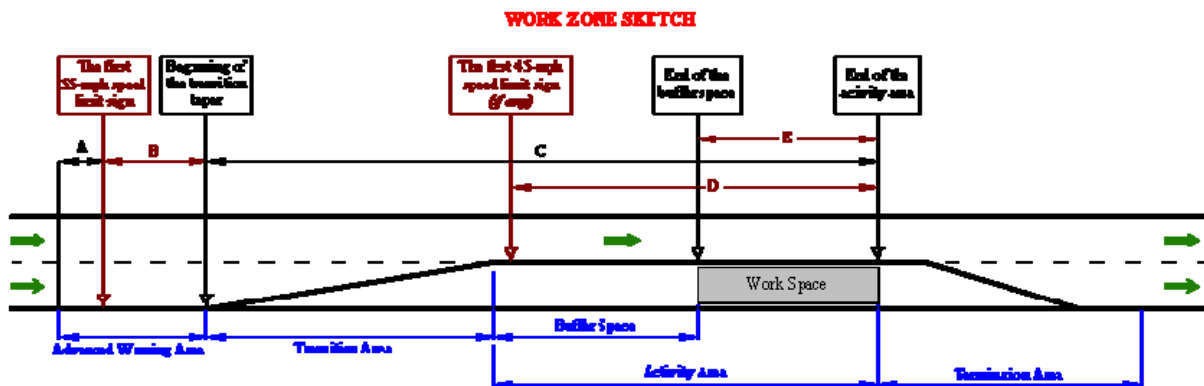 WORK ZONE SKETCH
The first
55-mph speed
limit sign
Beginning of
the transition
taper
The first 45-mph
speed limit sign
(if any)
End of the
buffer space
End of the
activity area
E
A
B
C
D
Work Space
Buffer Space
Advanced Warning Area
Transition Area
Activity Area
Termination Area